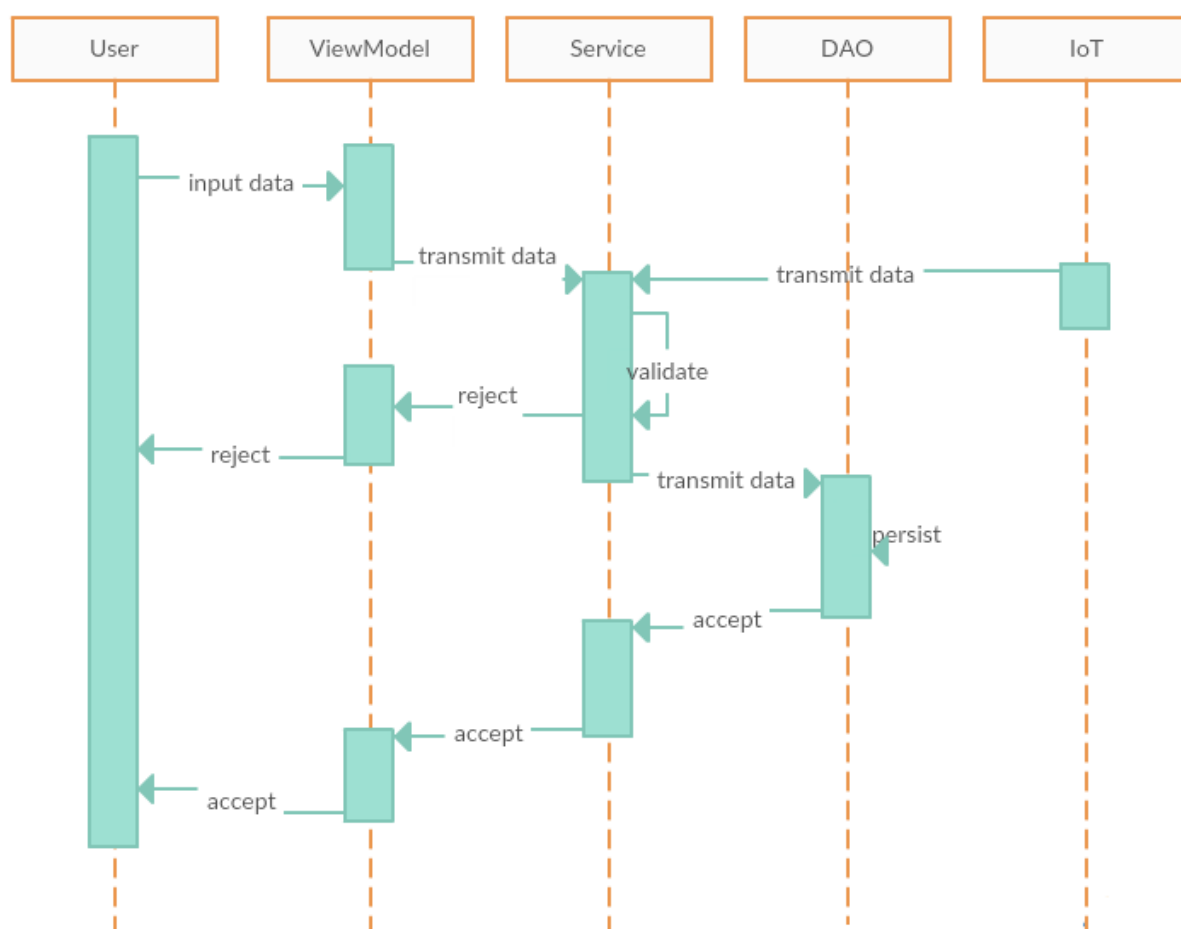 User
ViewModel
Service
DAO
IoT
input data
transmit data
transmit data
validate
reject
reject
transmit data
persist
accept
accept
accept